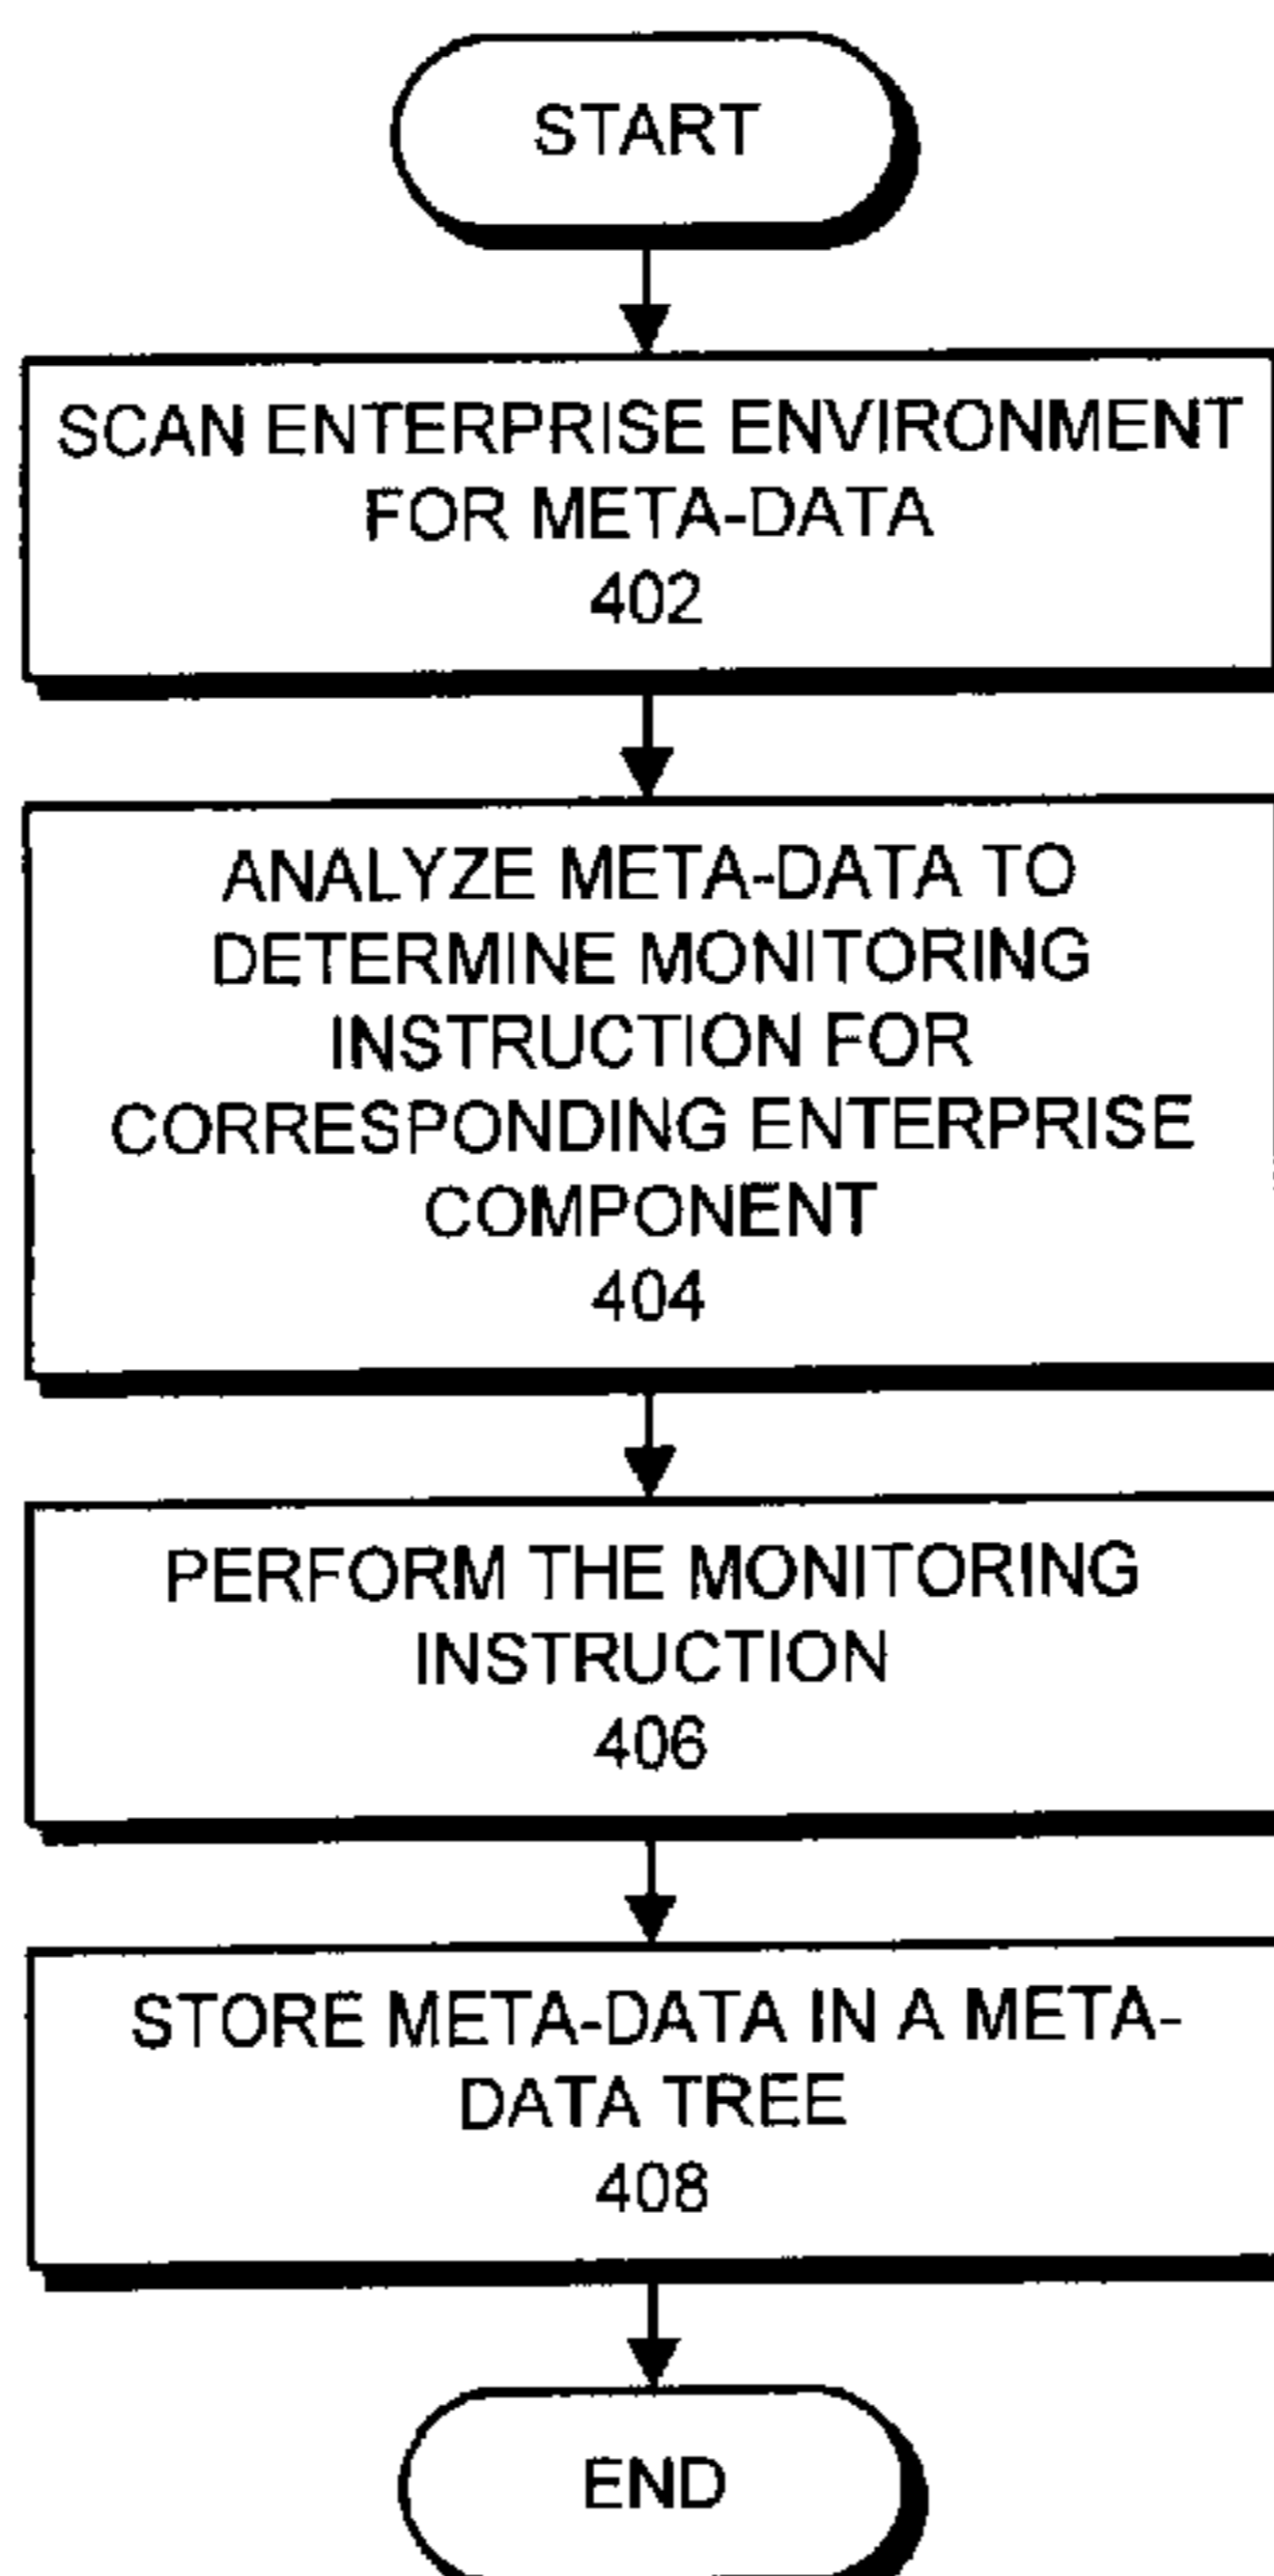 START
SCAN ENTERPRISE ENVIRONMENT
FOR META-DATA
402
ANALYZE META-DATA TO
DETERMINE MONITORING
INSTRUCTION FOR
CORRESPONDING ENTERPRISE
COMPONENT
404
PERFORM THE MONITORING
INSTRUCTION
406
STORE META-DATA IN A META-
DATA TREE
408
END